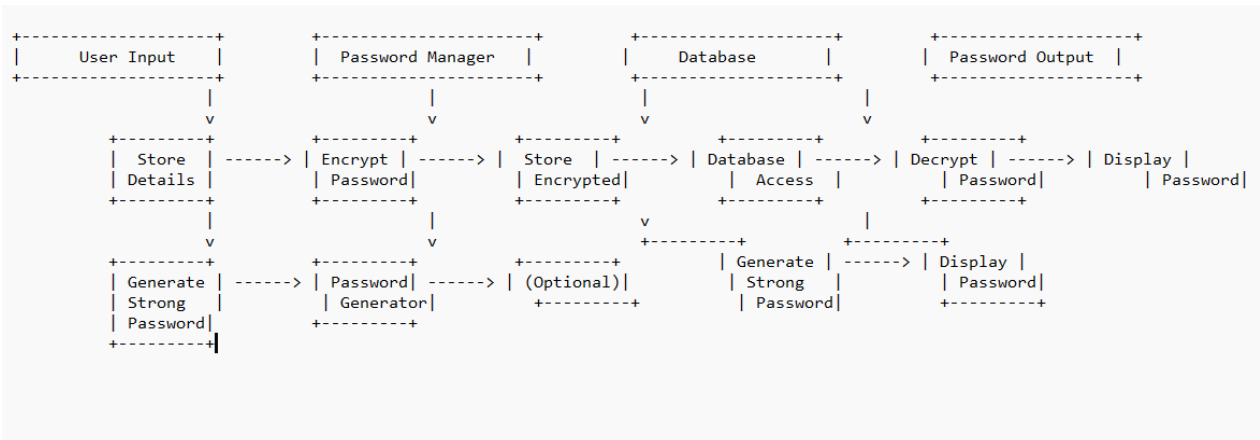 +---------------------+ +-----------------------+ +---------------------+ +---------------------+
| User Input | | Password Manager | | Database | | Password Output |
+---------------------+ +-----------------------+ +---------------------+ +---------------------+
| | | |
v v v v
+---------+ +---------+ +---------+ +---------+ +---------+
| Store | ------> | Encrypt | ------> | Store | ------> | Database | ------> | Decrypt | ------> | Display |
| Details | | Password| | Encrypted| | Access | | Password| | Password|
+---------+ +---------+ +---------+ +---------+ +---------+
| | v |
v v +---------+ +---------+
+---------+ +---------+ +---------+ | Generate | ------> | Display |
| Generate | ------> | Password| ------> | (Optional)| | Strong | | Password|
| Strong | | Generator| +---------+ | Password| +---------+
| Password| +---------+
+---------+